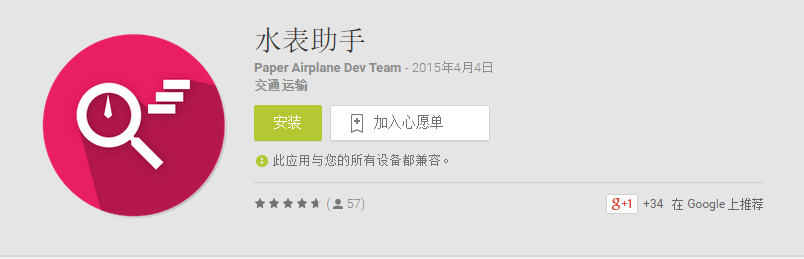 水表助手
Paper Airplane Dev Team - 2015年4月4日
交通运输
安装 加入心愿单
此应用与您的所有设备都兼容。
( 57) g+1 +34 在 Google 上推荐